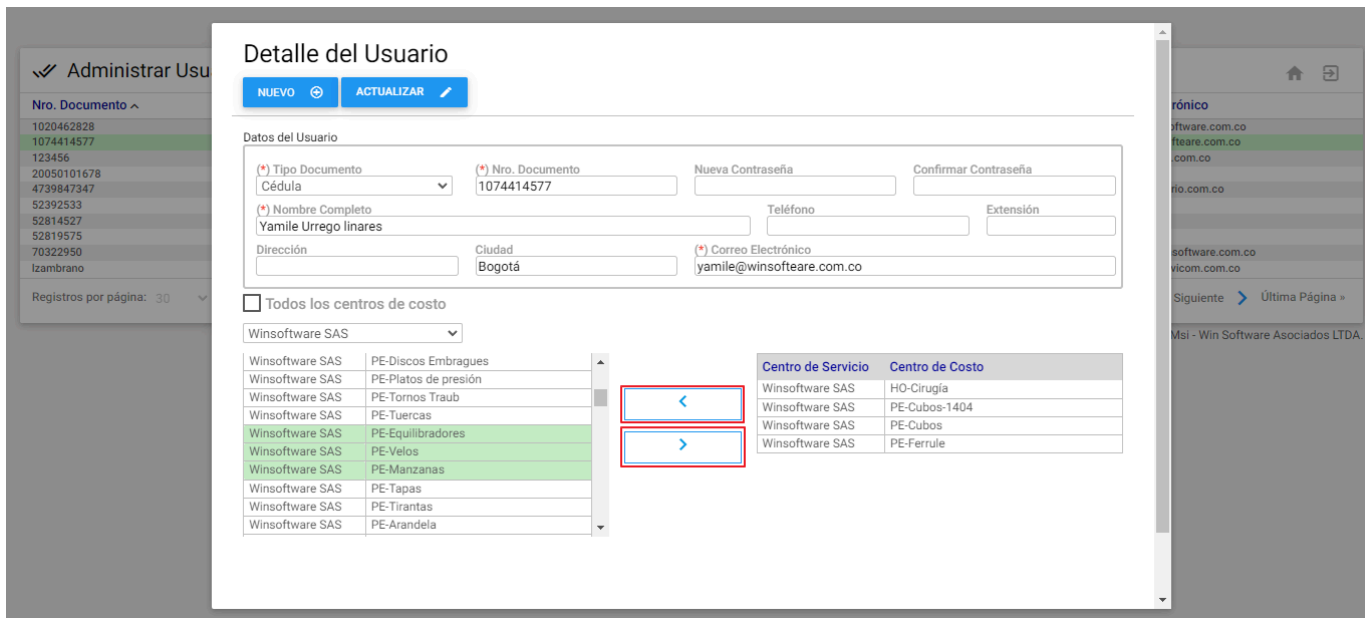 Detalle del Usuario
NUEVO
ACTUALIZAR
Administrar Usu
Nro. Documento
rónico
1020462828
oftware.com.co
1074414577
fteare.com.co
123456
.com.co
20050101678
4739847347
rio.com.co
52392533
52814527
52819575
70322950
software.com.co
lzambrano
vicom.com.co
Registros por página: 30
Siguiente
Última Página »
Msi - Win Software Asociados LTDA.
Datos del Usuario
(*) Tipo Documento
(*) Nro. Documento
Nueva Contraseña
Confirmar Contraseña
Cédula
1074414577
(*) Nombre Completo
Teléfono
Extensión
Yamile Urrego linares
Dirección
Ciudad
(*) Correo Electrónico
Bogotá
yamile@winsofteare.com.co
Todos los centros de costo
Winsoftware SAS
Winsoftware SAS PE-Discos Embragues
Winsoftware SAS PE-Platos de presión
Winsoftware SAS PE-Tornos Traub
Winsoftware SAS PE-Tuercas
Winsoftware SAS PE-Equilibradores
Winsoftware SAS PE-Velos
Winsoftware SAS PE-Manzanas
Winsoftware SAS PE-Tapas
Winsoftware SAS PE-Tirantas
Winsoftware SAS PE-Arandela
<
>
Centro de Servicio Centro de Costo
Winsoftware SAS HO-Cirugía
Winsoftware SAS PE-Cubos-1404
Winsoftware SAS PE-Cubos
Winsoftware SAS PE-Ferrule